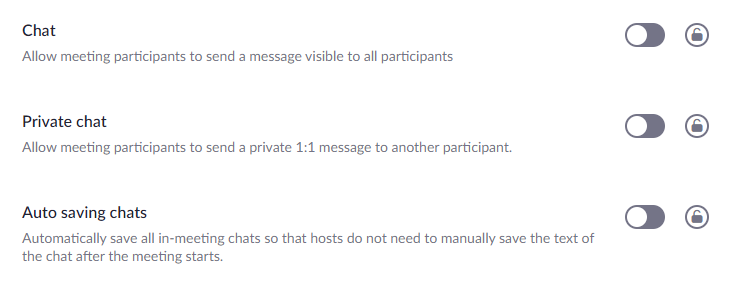 Chat
Allow meeting participants to send a message visible to all participants
Private chat
Allow meeting participants to send a private 1:1 message to another participant.
Auto saving chats
Automatically save all in-meeting chats so that hosts do not need to manually save the text of
the chat after the meeting starts.